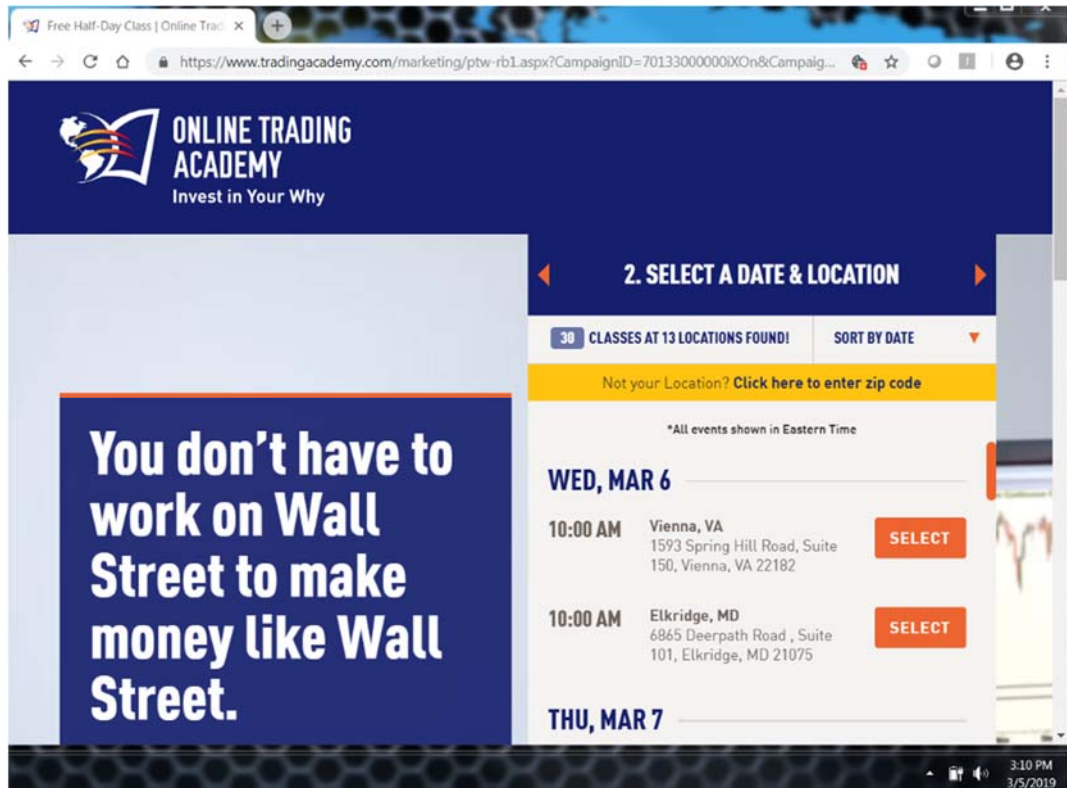 Free Half-Day Class | Online Trad
https://www.tradingacademy.com/marketing/ptw-rb1.aspx?CampaignID=70133000000iXOn&Campaig...
ONLINE TRADING
ACADEMY
Invest in Your Why
2. SELECT A DATE & LOCATION
30 CLASSES AT 13 LOCATIONS FOUND! SORT BY DATE
Not your Location? Click here to enter zip code
*All events shown in Eastern Time
You don't have to
work on Wall
Street to make
money like Wall
Street.
WED, MAR 6
10:00 AM Vienna, VA SELECT
1593 Spring Hill Road, Suite
150, Vienna, VA 22182
10:00 AM Elkridge, MD SELECT
6865 Deerpath Road , Suite
101, Elkridge, MD 21075
THU, MAR 7
3:10 PM
3/5/2019